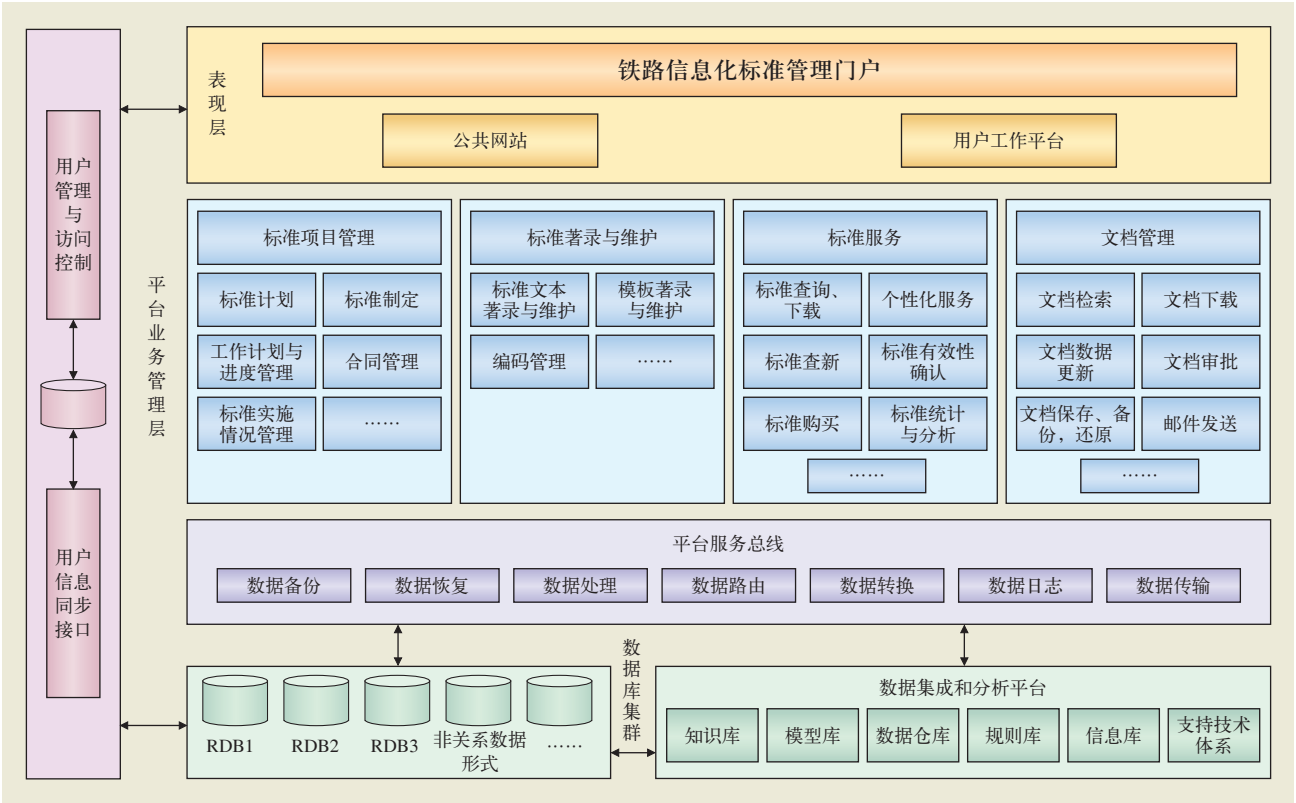 用户
管理
与
访问
控制
用户
信息
同步
接口
表现层
铁路信息化标准管理门户
公共网站
用户工作平台
平台业务管理层
标准项目管理
标准计划
标准制定
工作计划与
进度管理
合同管理
标准实施
情况管理
……
标准著录与维护
标准文本
著录与维护
模板著录
与维护
编码管理
……
标准服务
标准查询、
下载
个性化服务
标准查新
标准有效性
确认
标准购买
标准统计
与分析
……
文档管理
文档检索
文档下载
文档数据
更新
文档审批
文档保存、备
份，还原
邮件发送
……
平台服务总线
数据备份
数据恢复
数据处理
数据路由
数据转换
数据日志
数据传输
数据库集群
RDB1
RDB2
RDB3
非关系数据
形式
……
数据集成和分析平台
知识库
模型库
数据仓库
规则库
信息库
支持技术
体系